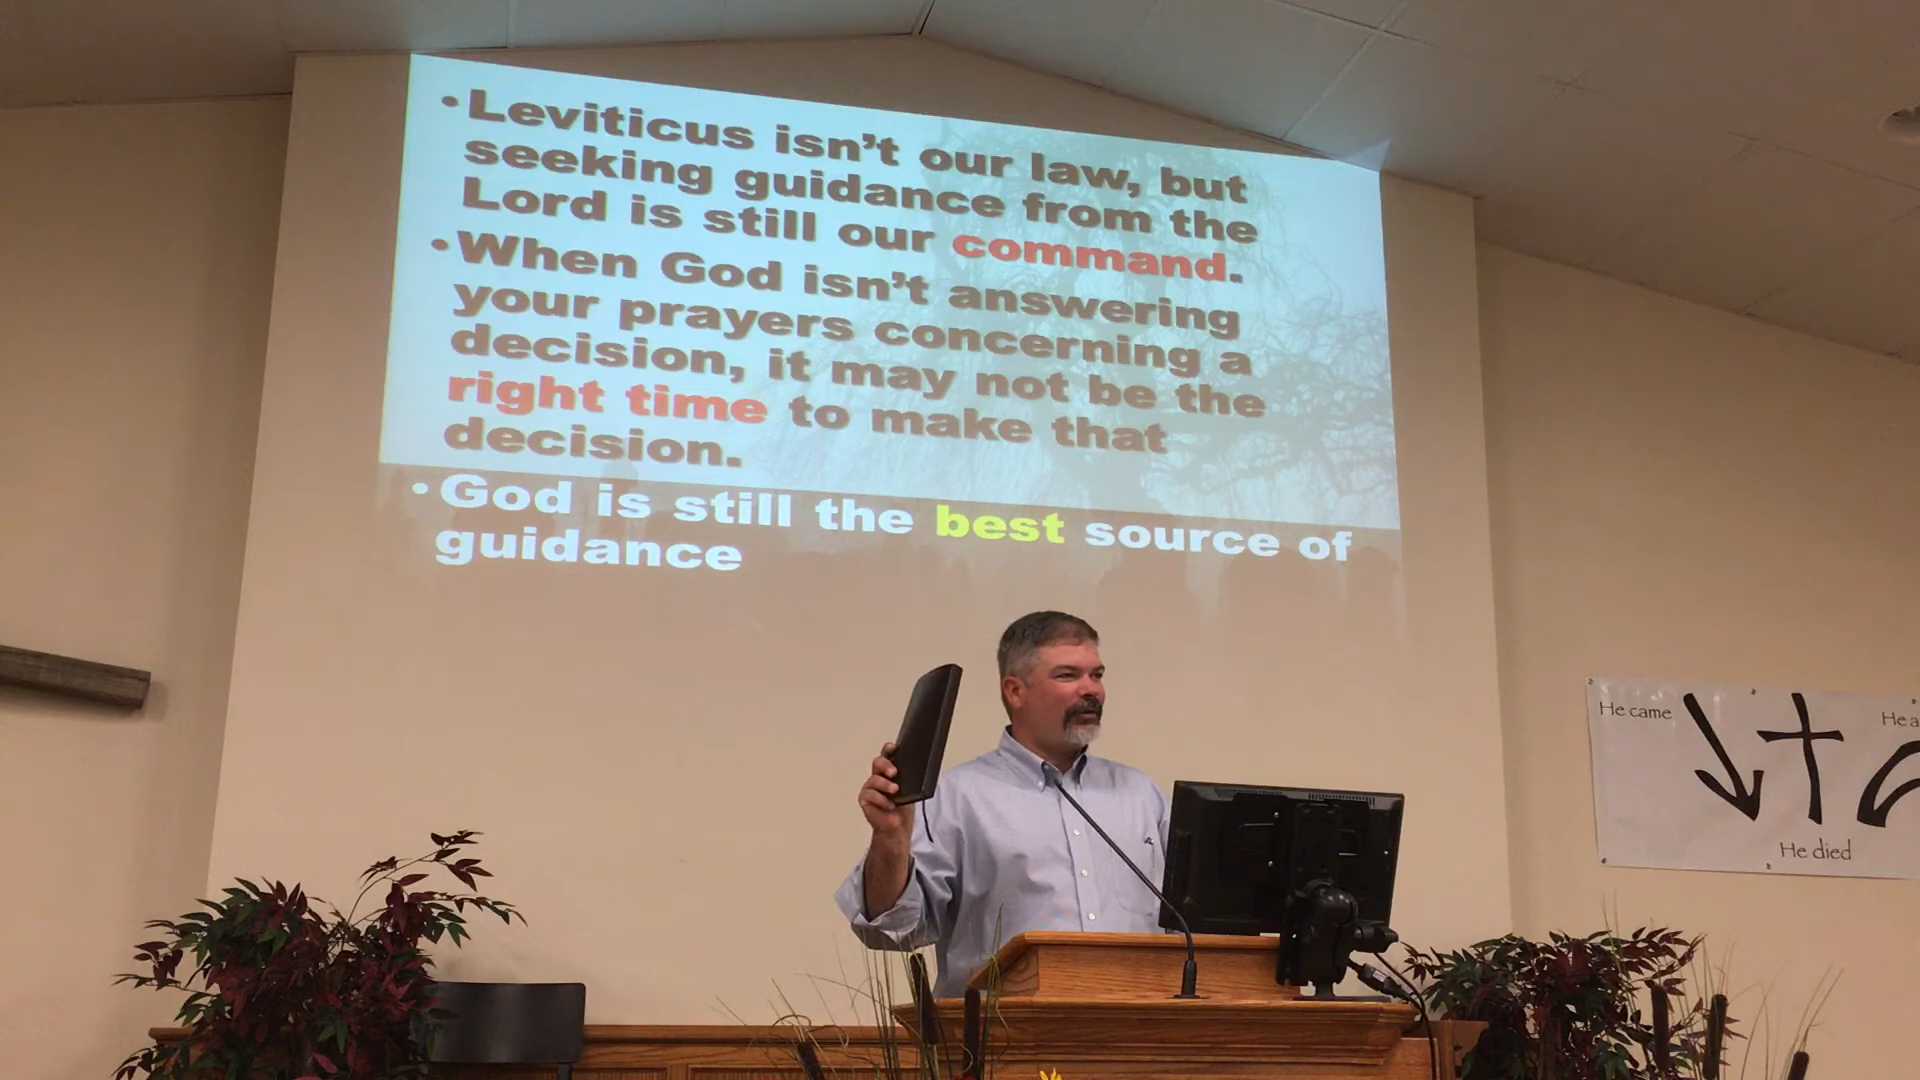 •Leviticus isn't our law, but
seeking guidance from the
Lord is still our command.
•When God isn't answering
your prayers concerning a
decision, it may not be the
right time to make that
decision.
•God is still the best source of
guidance
He came
He died